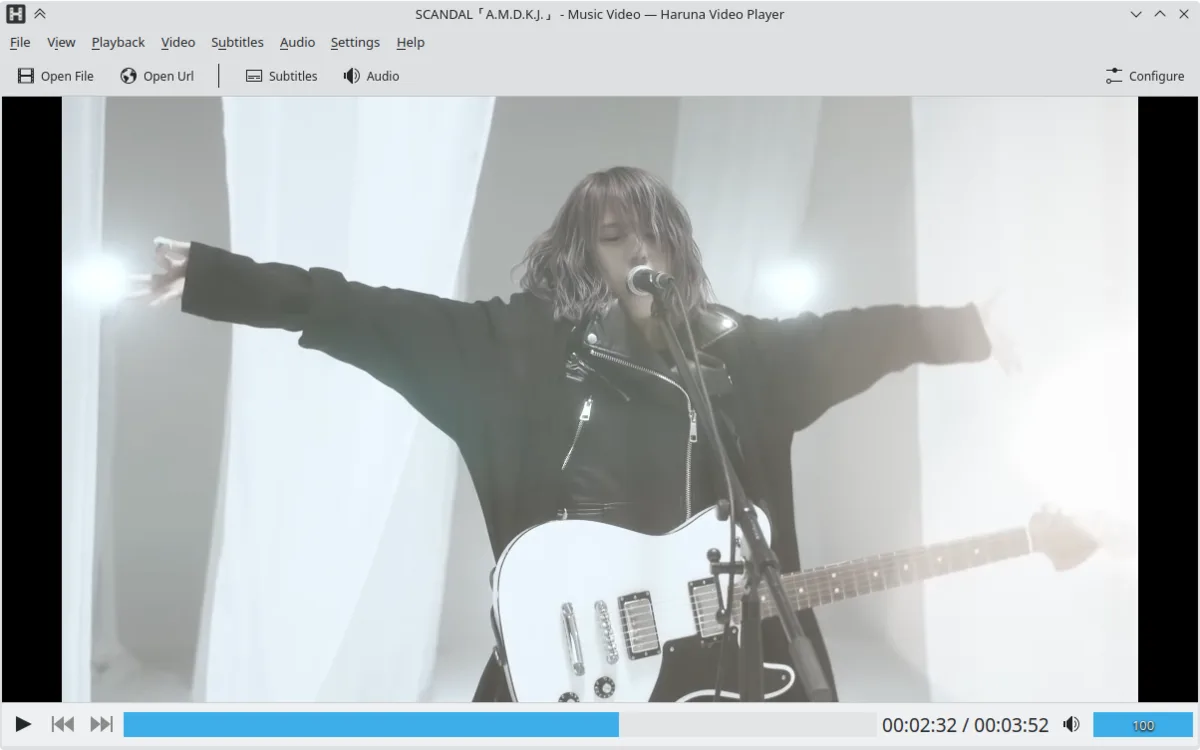 SCANDAL「A.M.D.K.J.」 - Music Video — Haruna Video Player
File View Playback Video Subtitles Audio Settings Help
Open File Open Url Subtitles Audio Configure
00:02:32 / 00:03:52 100